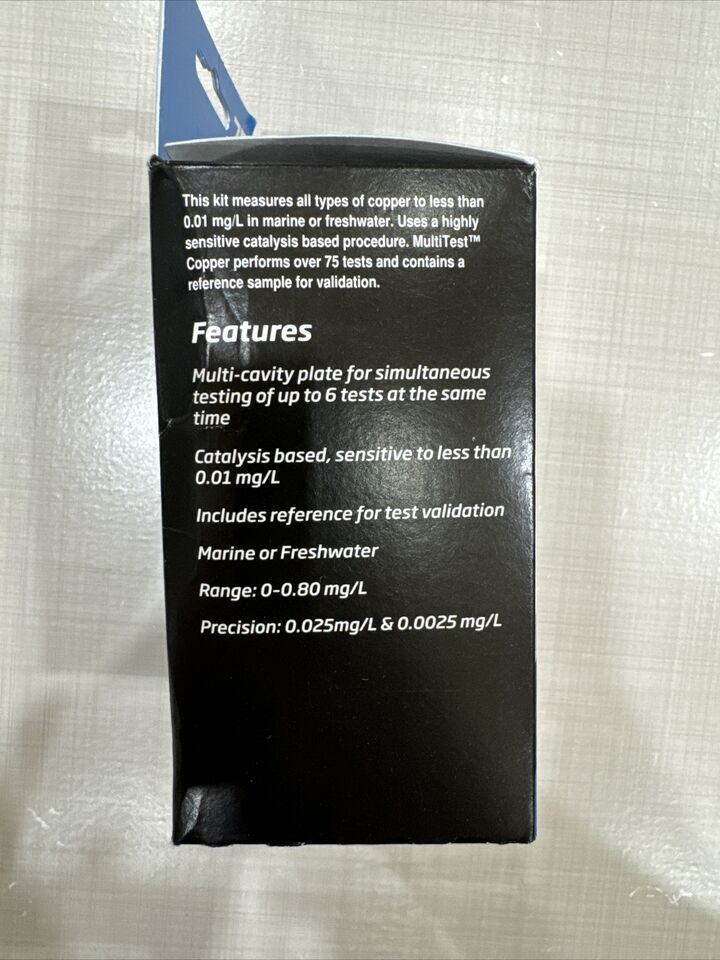 This kit measures all types of copper to less than
0.01 mg/L in marine or freshwater. Uses a highly
sensitive catalysis based procedure. MultiTest™
Copper performs over 75 tests and contains a
reference sample for validation.
Features
Multi-cavity plate for simultaneous
testing of up to 6 tests at the same
time
Catalysis based, sensitive to less than
0.01 mg/L
Includes reference for test validation
Marine or Freshwater
Range: 0-0.80 mg/L
Precision: 0.025mg/L & 0.0025 mg/L